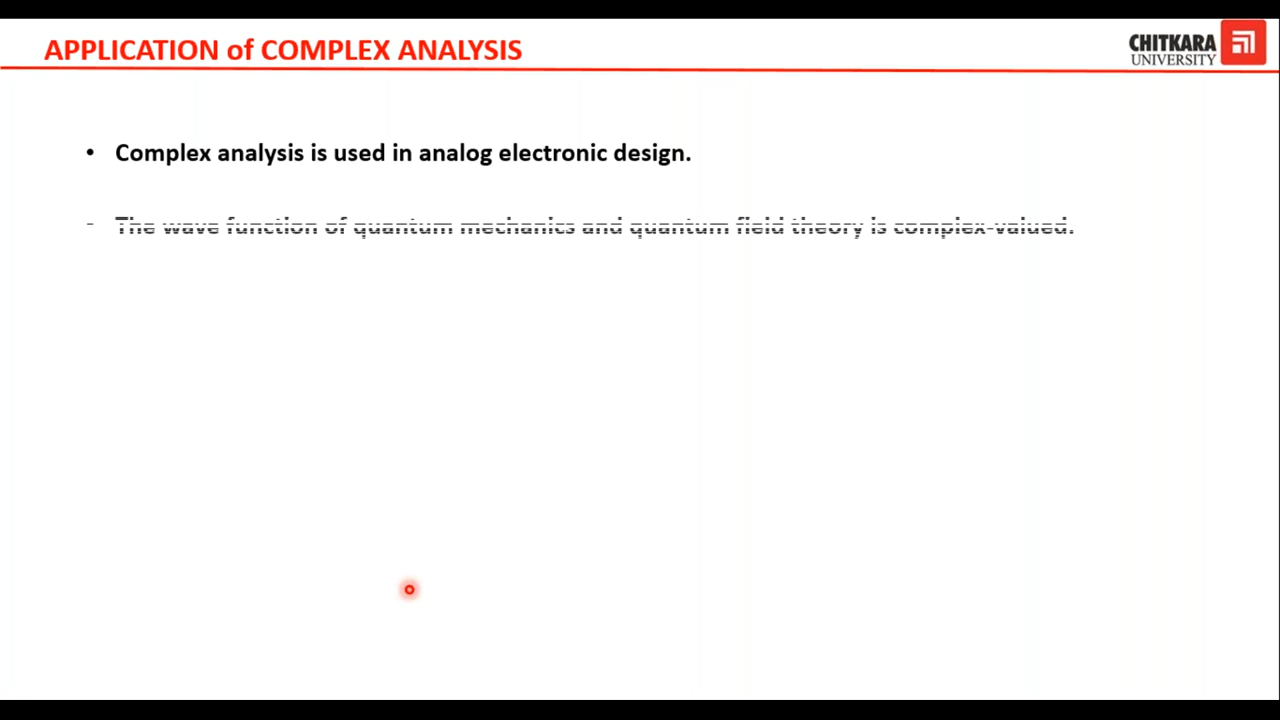 APPLICATION of COMPLEX ANALYSIS
CHITKARA
UNIVERSITY
• Complex analysis is used in analog electronic design.
- The wave function of quantum mechanics and quantum field theory is complex-valued.